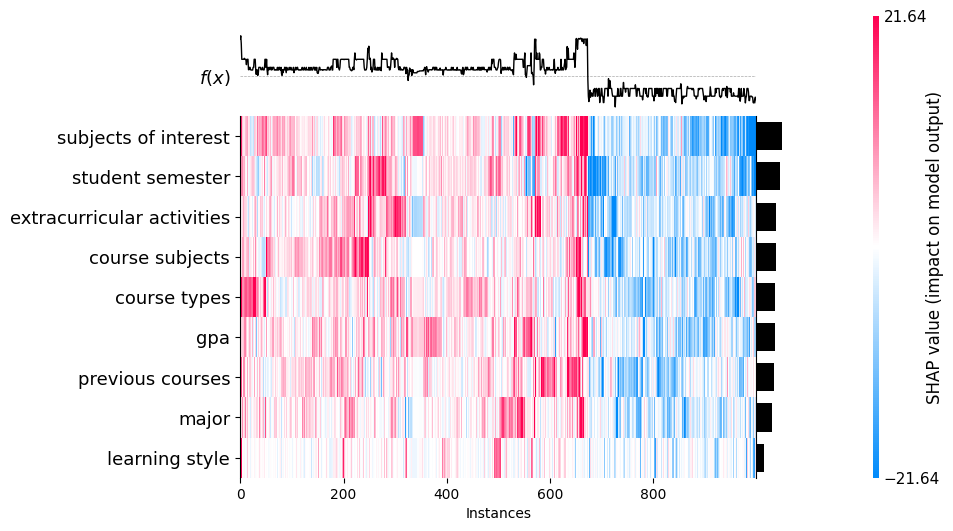 21.64
f(x)
subjects of interest
student semester
extracurricular activities
course subjects
course types
gpa
previous courses
major
learning style
−21.64
0
200
400
600
800
Instances
SHAP value (impact on model output)